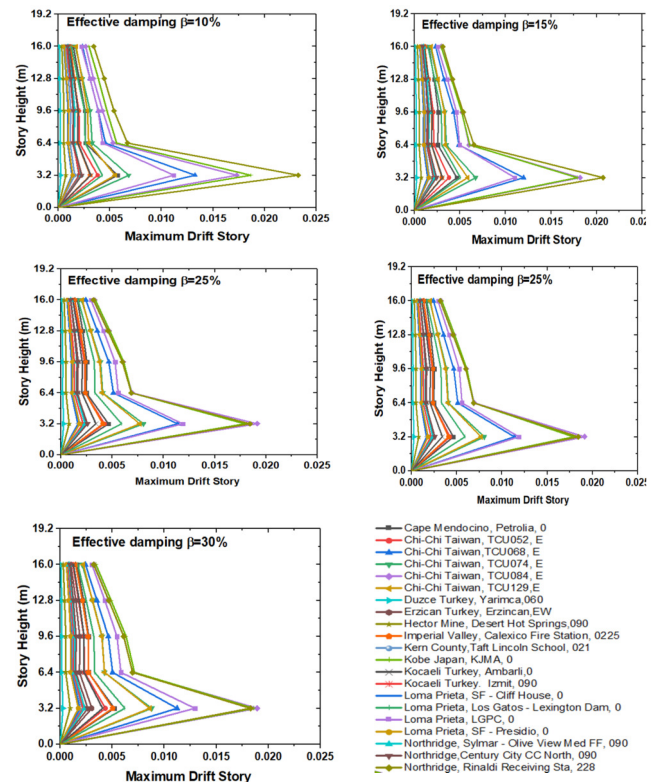 Effective damping β=10%
19.2
16.0
12.8
9.6
6.4
3.2
0.0
Story Height (m)
0.000 0.005 0.010 0.015 0.020 0.025
Maximum Drift Story
Effective damping β=15%
19.2
16.0
12.8
9.6
6.4
3.2
0.0
Story Height (m)
0.000 0.005 0.010 0.015 0.020 0.025
Maximum Drift Story
Effective damping β=25%
19.2
16.0
12.8
9.6
6.4
3.2
0.0
Story Height (m)
0.000 0.005 0.010 0.015 0.020 0.025
Maximum Drift Story
Effective damping β=25%
19.2
16.0
12.8
9.6
6.4
3.2
0.0
Story Height (m)
0.000 0.005 0.010 0.015 0.020 0.025
Maximum Drift Story
Effective damping β=30%
19.2
16.0
12.8
9.6
6.4
3.2
0.0
Story Height (m)
0.000 0.005 0.010 0.015 0.020 0.025
Maximum Drift Story
Cape Mendocino, Petrolia, 0
Chi-Chi Taiwan, TCU052, E
Chi-Chi Taiwan,TCU068, E
Chi-Chi Taiwan, TCU074, E
Chi-Chi Taiwan, TCU084, E
Chi-Chi Taiwan, TCU129,E
Duzce Turkey, Yarimca,060
Erzican Turkey, Erzincan,EW
Hector Mine, Desert Hot Springs,090
Imperial Valley, Calexico Fire Station, 0225
Kern County,Taft Lincoln School, 021
Kobe Japan, KJMA, 0
Kocaeli Turkey, Ambarli,0
Kocaeli Turkey, Izmit, 090
Loma Prieta, SF - Cliff House, 0
Loma Prieta, Los Gatos - Lexington Dam, 0
Loma Prieta, LGPC, 0
Loma Prieta, SF - Presidio, 0
Northridge, Sylmar - Olive View Med FF, 090
Northridge,Century City CC North, 090
Northridge, Rinaldi Receiving Sta, 228